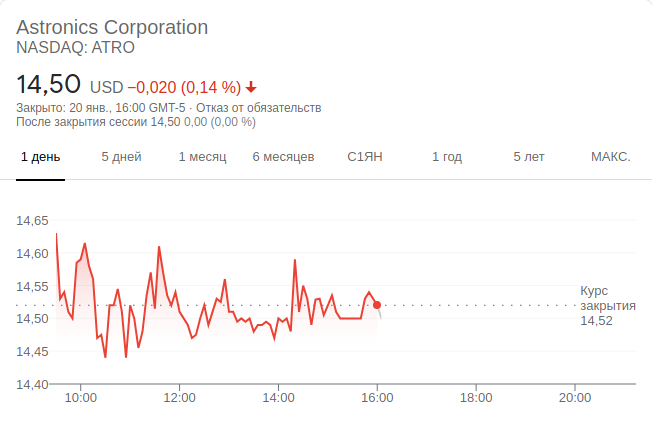 Astronics Corporation
NASDAQ: ATRO
14,50 USD −0,020 (0,14 %)
Закрыто: 20 янв., 16:00 GMT-5 · Отказ от обязательств
После закрытия сессии 14,50 0,00 (0,00 %)
1 день 5 дней 1 месяц 6 месяцев С1ЯН 1 год 5 лет МАКС.
14,65
14,60
14,55
14,50
14,45
14,40
Курс
закрытия
14,52
10:00 12:00 14:00 16:00 18:00 20:00